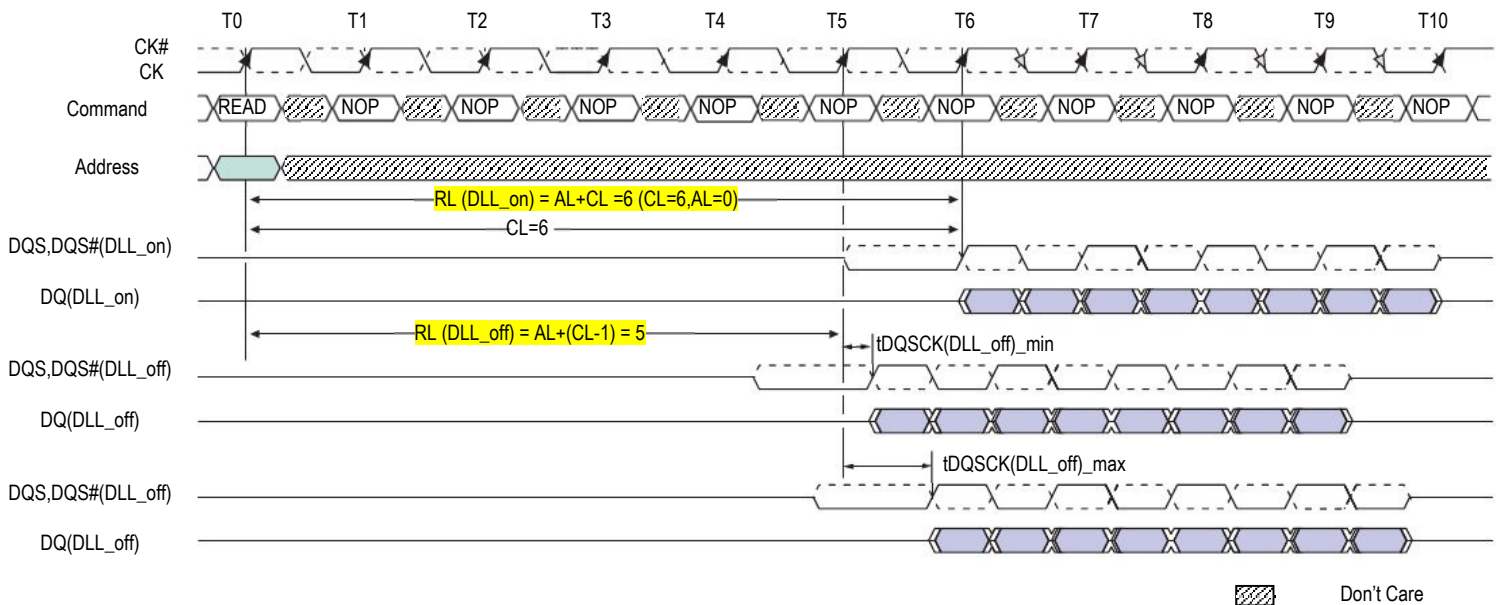 T0 T1 T2 T3 T4 T5 T6 T7 T8 T9 T10
CK#
CK
Command READ NOP NOP NOP NOP NOP NOP NOP NOP NOP NOP
Address
RL (DLL_on) = AL+CL =6 (CL=6,AL=0)
CL=6
DQS,DQS#(DLL_on)
DQ(DLL_on)
RL (DLL_off) = AL+(CL-1) = 5
tDQSCK(DLL_off)_min
DQS,DQS#(DLL_off)
DQ(DLL_off)
tDQSCK(DLL_off)_max
DQS,DQS#(DLL_off)
DQ(DLL_off)
Don't Care